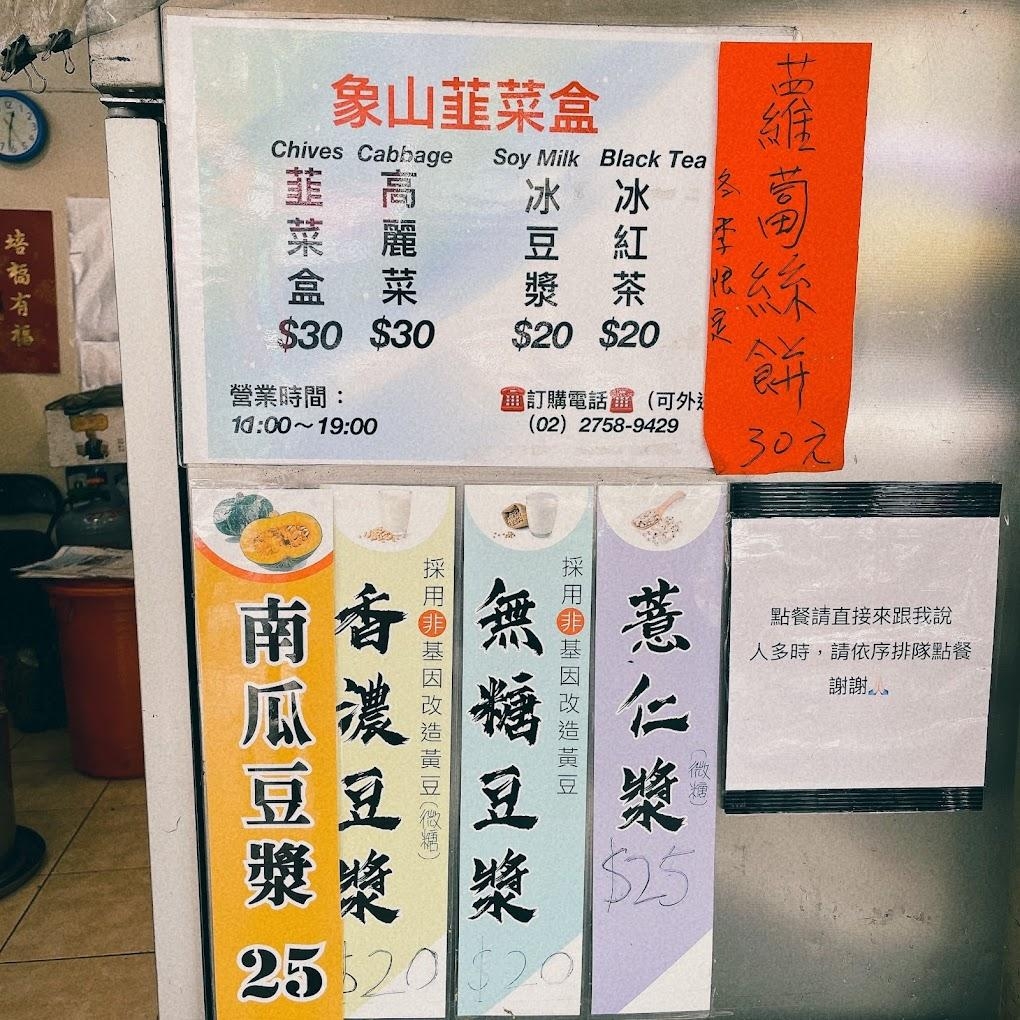 象山韮菜盒
Chives Cabbage Soy Milk Black Tea
韮菜盒
$30
高麗菜
$30
冰豆漿
$20
冰紅茶
$20
營業時間：
11:00～19:00
☎訂購電話☎（可外
（02）2758-9429
蘿蔔絲餅
冬季限定
30元
培福有福
南瓜豆漿
25
香濃豆漿
採用非基因改造黃豆(微糖)
$20
無糖豆漿
採用非基因改造黃豆
$20
薏仁漿
(微糖)
$25
點餐請直接來跟我說
人多時，請依序排隊點餐
謝謝🙏🏻